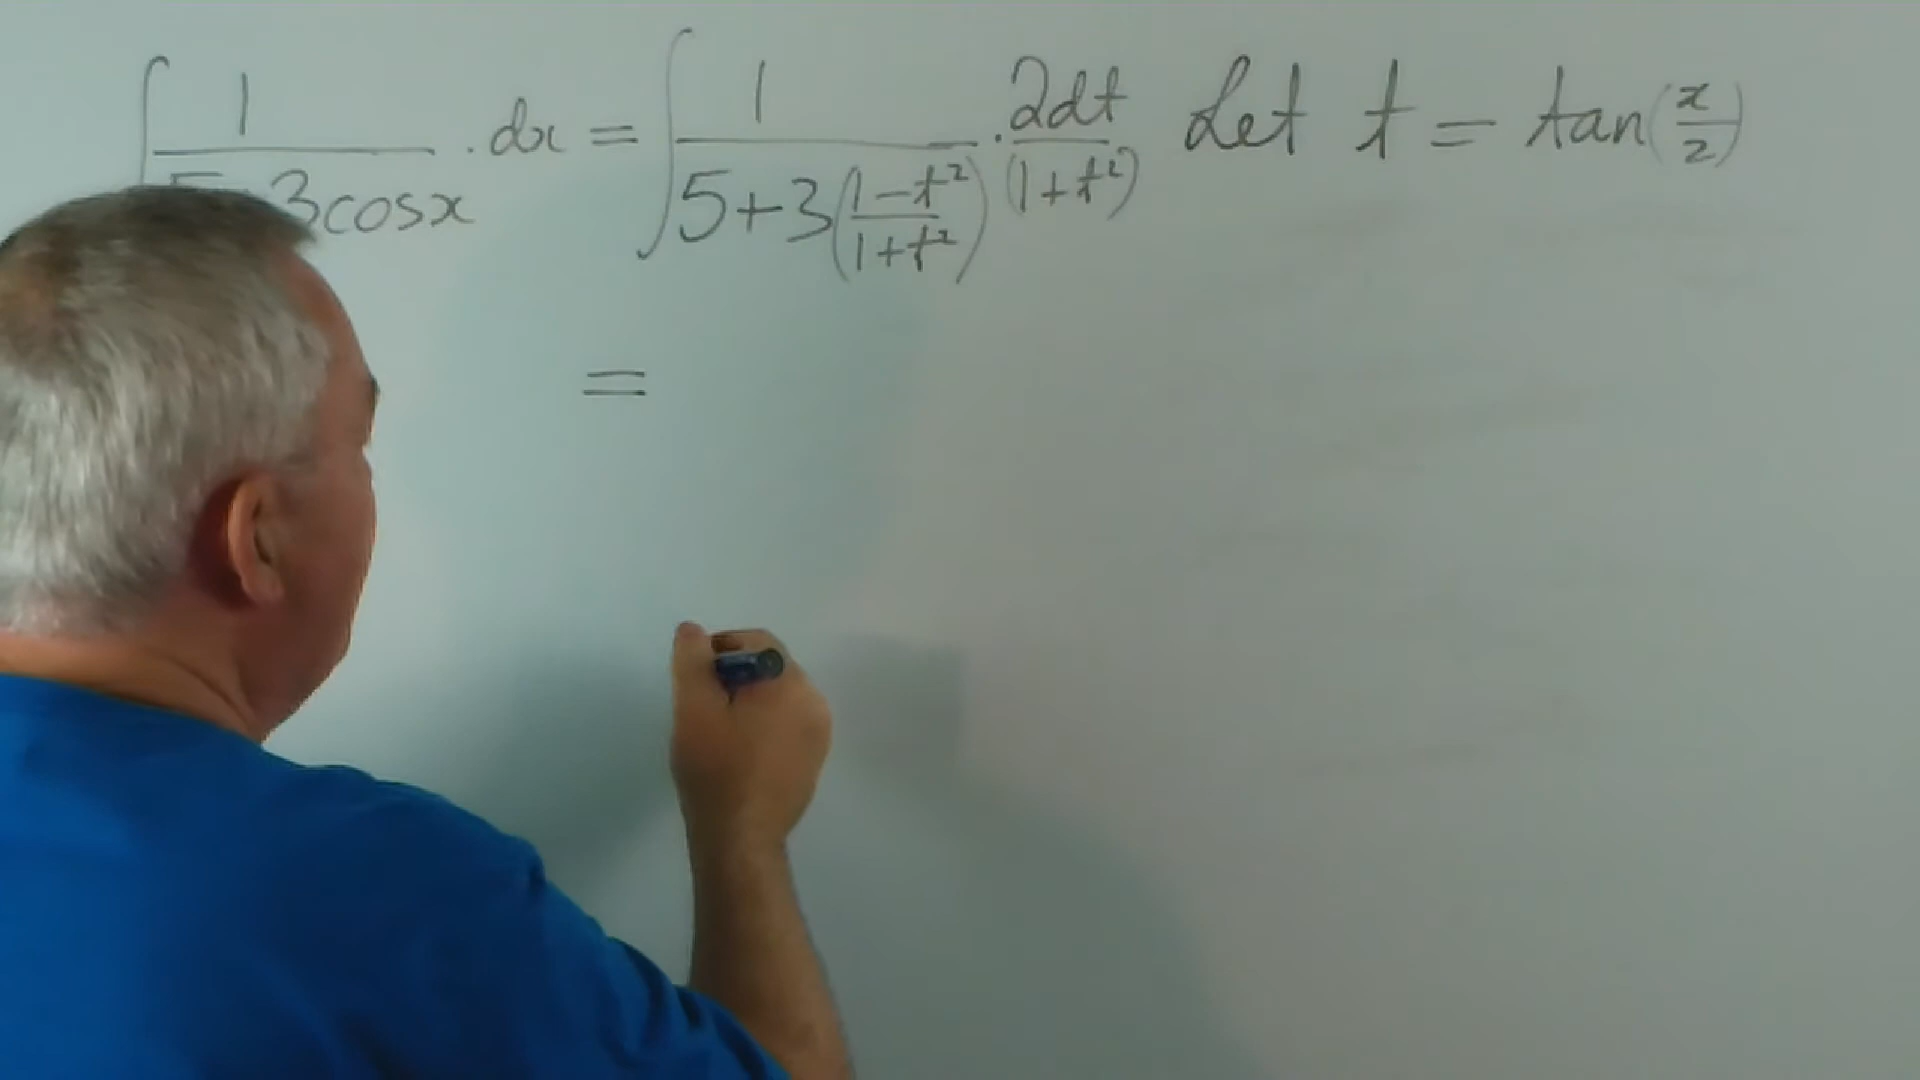 ∫ 1/(5+3cosx) . dx = ∫ 1/(5+3((1-t²)/(1+t²))) . 2dt/(1+t²) Let t = tan(x/2)
=